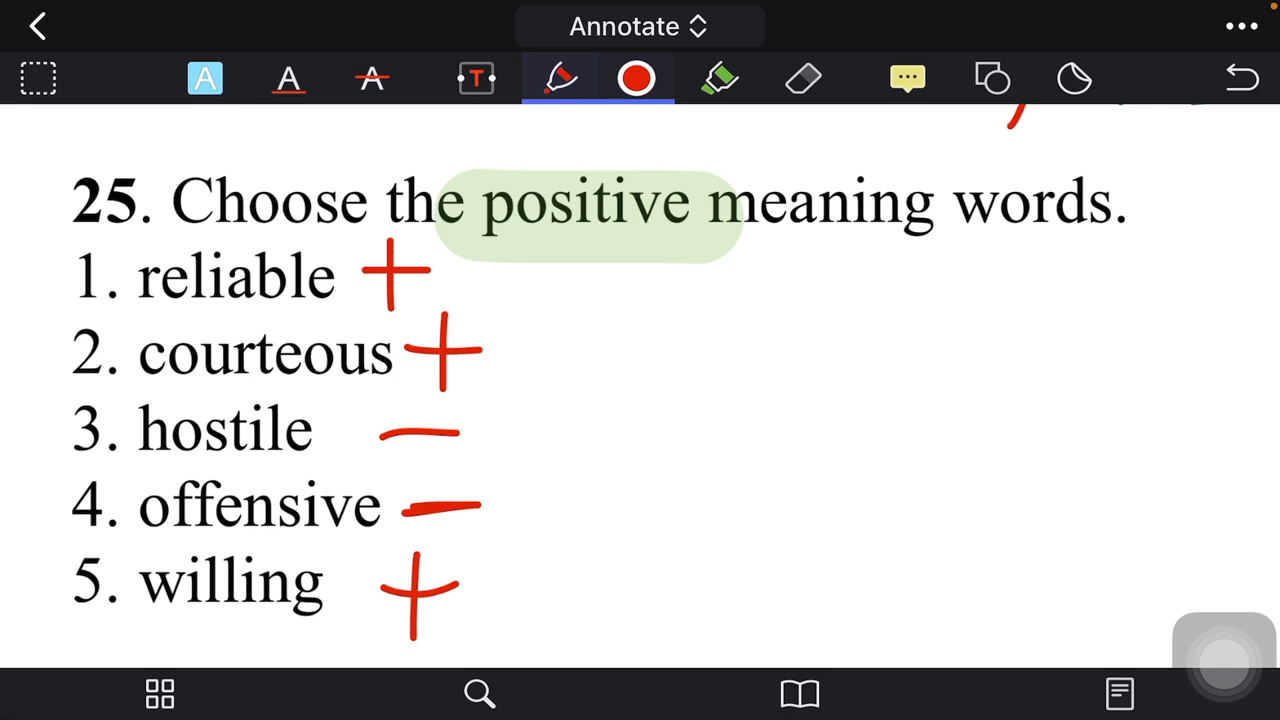 Annotate
A A A T
25. Choose the positive meaning words.
1. reliable +
2. courteous +
3. hostile —
4. offensive —
5. willing +